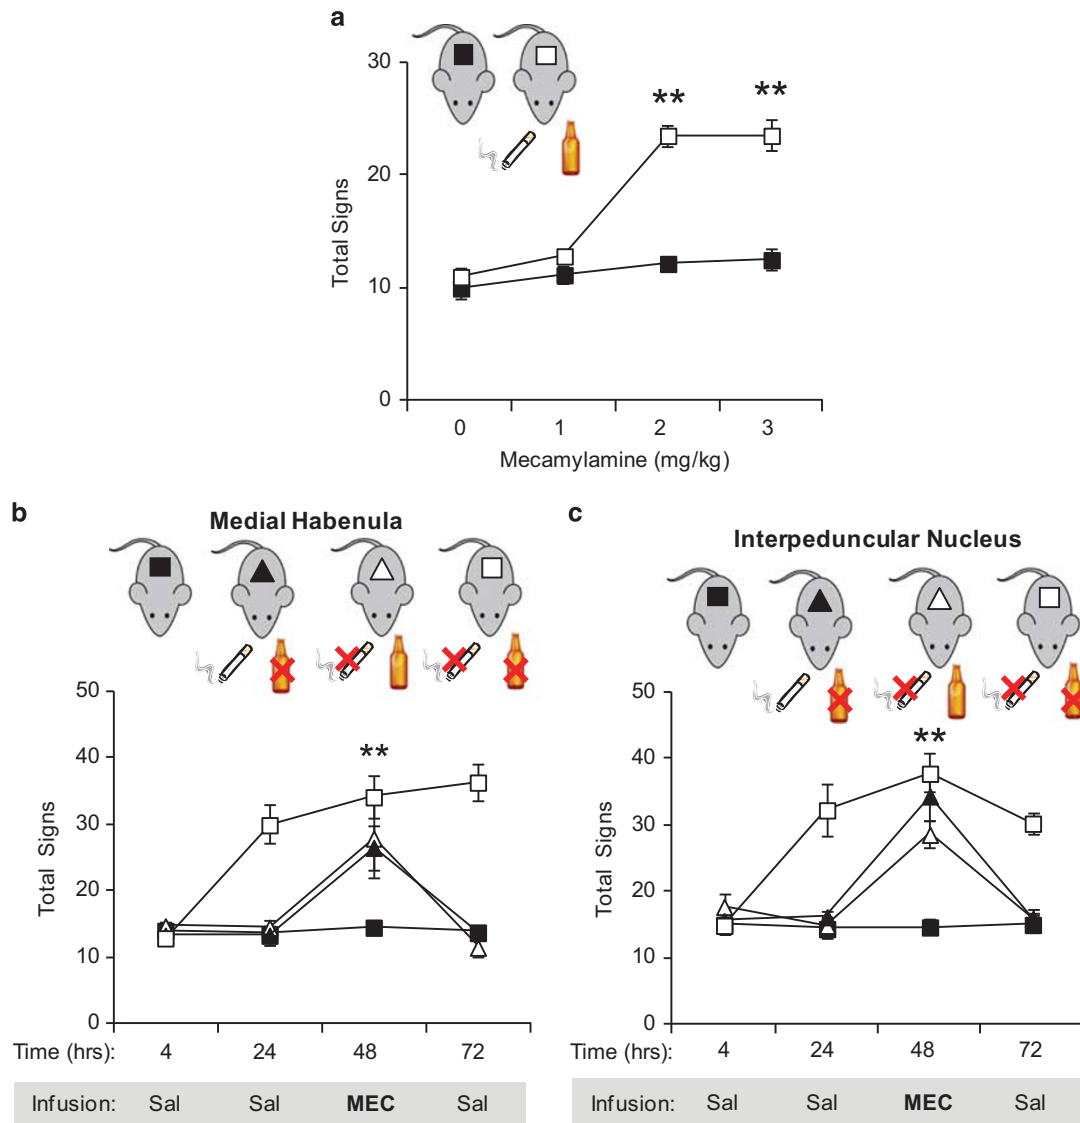 a
30
20
10
0
** **
Total Signs
0 1 2 3
Mecamylamine (mg/kg)
b
Medial Habenula
50
40
30
20
10
0
**
Total Signs
Time (hrs): 4 24 48 72
Infusion: Sal Sal MEC Sal
c
Interpeduncular Nucleus
50
40
30
20
10
0
**
Total Signs
4 24 48 72
Infusion: Sal Sal MEC Sal